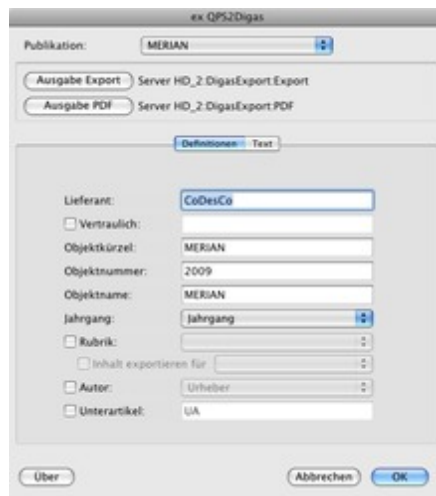 ex QPS2Digas
Publikation: MERIAN
Ausgabe Export Server HD_2:DigasExport:Export
Ausgabe PDF Server HD_2:DigasExport:PDF
Definitionen Text
Lieferant: CoDesCo
Vertraulich:
Objektkürzel: MERIAN
Objektnummer: 2009
Objektname: MERIAN
Jahrgang: Jahrgang
Rubrik:
Inhalt exportieren für
Autor: Urheber
Unterartikel: UA
Über Abbrechen OK